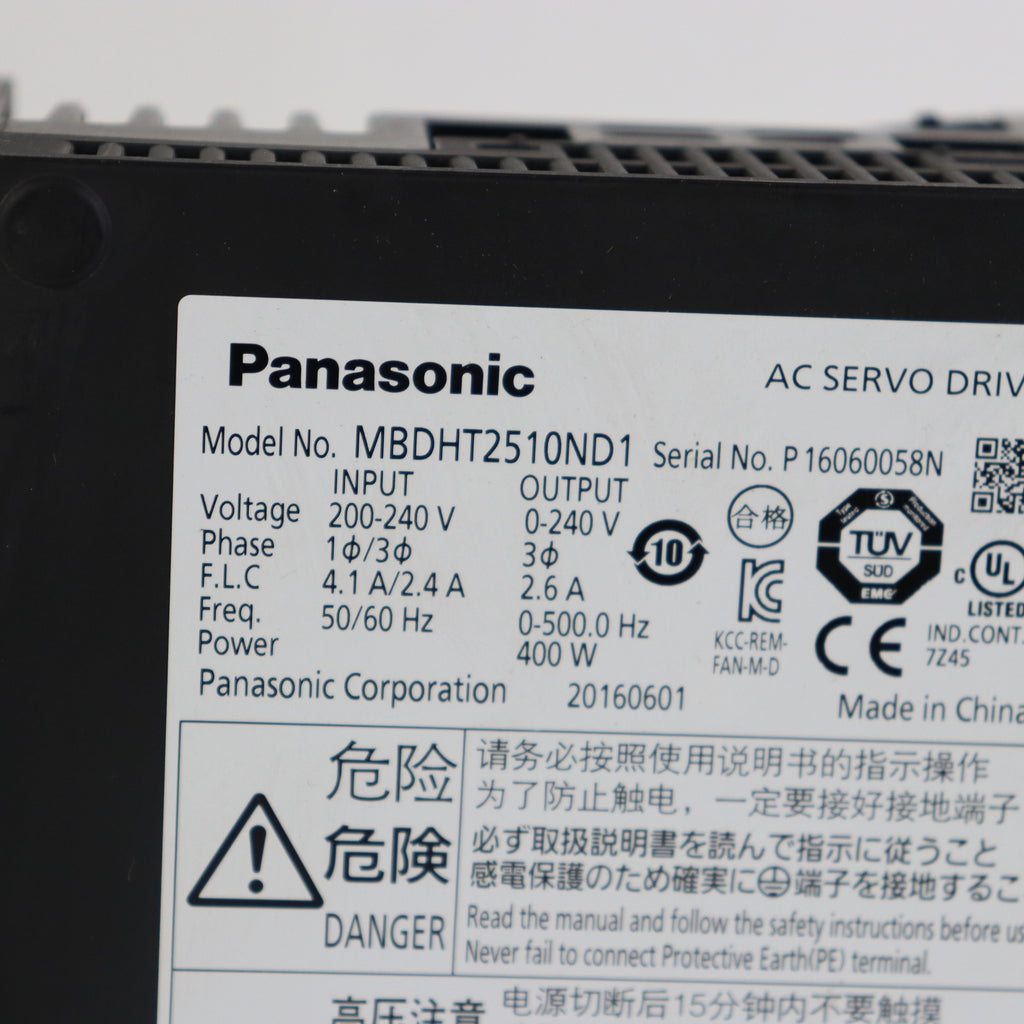 Panasonic AC SERVO DRIV
Model No. MBDHT2510ND1 Serial No. P16060058N
INPUT OUTPUT
Voltage 200-240 V 0-240 V
Phase 1ϕ/3ϕ 3ϕ
F.L.C 4.1 A/2.4 A 2.6 A
Freq. 50/60 Hz 0-500.0 Hz
Power 400 W
Panasonic Corporation 20160601
10
合格
KCC-REM-
FAN-M-D
TÜV
SÜD
EMC
CE
c UL
LISTED
IND.CONT.
7Z45
Made in China
危险
危険
DANGER
请务必按照使用说明书的指示操作
为了防止触电，一定要接好接地端子
必ず取扱説明書を読んで指示に従うこと
感電保護のため確実に⏚端子を接地するこ
Read the manual and follow the safety instructions before us
Never fail to connect Protective Earth(PE) terminal.
高压注意 电源切断后15分钟内不要触摸